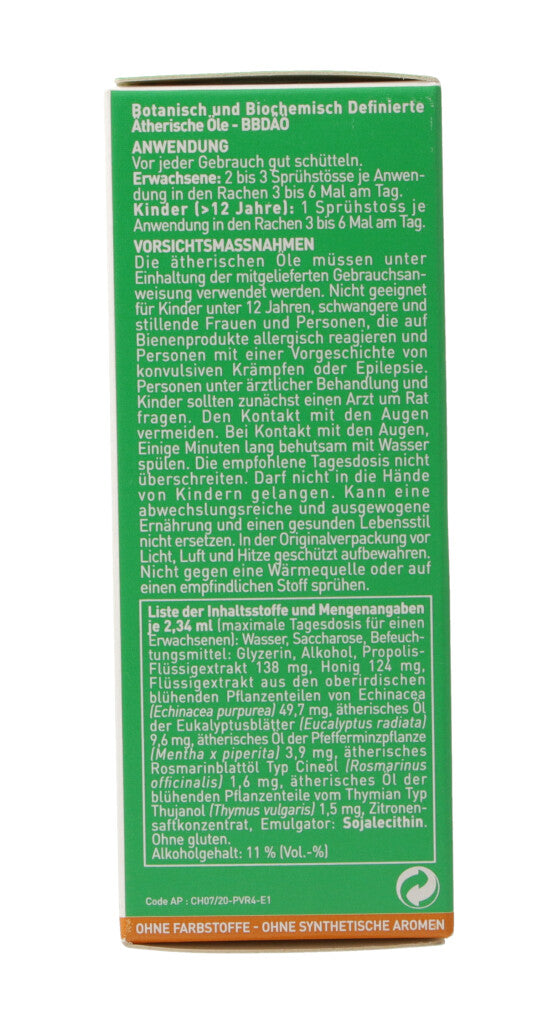 Botanisch und Biochemisch Definierte
Ätherische Öle - BBDÄÖ
ANWENDUNG
Vor jeder Gebrauch gut schütteln.
Erwachsene: 2 bis 3 Sprühstösse je Anwen-
dung in den Rachen 3 bis 6 Mal am Tag.
Kinder (>12 Jahre): 1 Sprühstoss je
Anwendung in den Rachen 3 bis 6 Mal am Tag.
VORSICHTSMASSNAHMEN
Die ätherischen Öle müssen unter
Einhaltung der mitgelieferten Gebrauchsan-
weisung verwendet werden. Nicht geeignet
für Kinder unter 12 Jahren, schwangere und
stillende Frauen und Personen, die auf
Bienenprodukte allergisch reagieren und
Personen mit einer Vorgeschichte von
konvulsiven Krämpfen oder Epilepsie.
Personen unter ärztlicher Behandlung und
Kinder sollten zunächst einen Arzt um Rat
fragen. Den Kontakt mit den Augen
vermeiden. Bei Kontakt mit den Augen,
Einige Minuten lang behutsam mit Wasser
spülen. Die empfohlene Tagesdosis nicht
überschreiten. Darf nicht in die Hände
von Kindern gelangen. Kann eine
abwechslungsreiche und ausgewogene
Ernährung und einen gesunden Lebensstil
nicht ersetzen. In der Originalverpackung vor
Licht, Luft und Hitze geschützt aufbewahren.
Nicht gegen eine Wärmequelle oder auf
einen empfindlichen Stoff sprühen.
Liste der Inhaltsstoffe und Mengenangaben
je 2,34 ml (maximale Tagesdosis für einen
Erwachsenen): Wasser, Saccharose, Befeuch-
tungsmittel: Glyzerin, Alkohol, Propolis-
Flüssigextrakt 138 mg, Honig 124 mg,
Flüssigextrakt aus den oberirdischen
blühenden Pflanzenteilen von Echinacea
(Echinacea purpurea) 49,7 mg, ätherisches Öl
der Eukalyptusblätter (Eucalyptus radiata)
9,6 mg, ätherisches Öl der Pfefferminzpflanze
(Mentha x piperita) 3,9 mg, ätherisches
Rosmarinblattöl Typ Cineol (Rosmarinus
officinalis) 1,6 mg, ätherisches Öl der
blühenden Pflanzenteile vom Thymian Typ
Thujanol (Thymus vulgaris) 1,5 mg, Zitronen-
saftkonzentrat, Emulgator: Sojalecithin.
Ohne gluten.
Alkoholgehalt: 11 % (Vol.-%)
Code AP : CH07/20-PVR4-E1
OHNE FARBSTOFFE - OHNE SYNTHETISCHE AROMEN